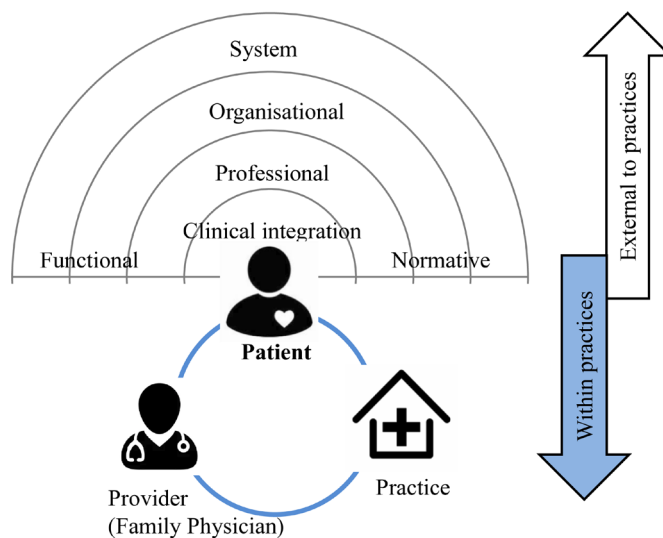 System
Organisational
Professional
Clinical integration
Functional
Normative
Patient
Provider
(Family Physician)
Practice
External to practices
Within practices